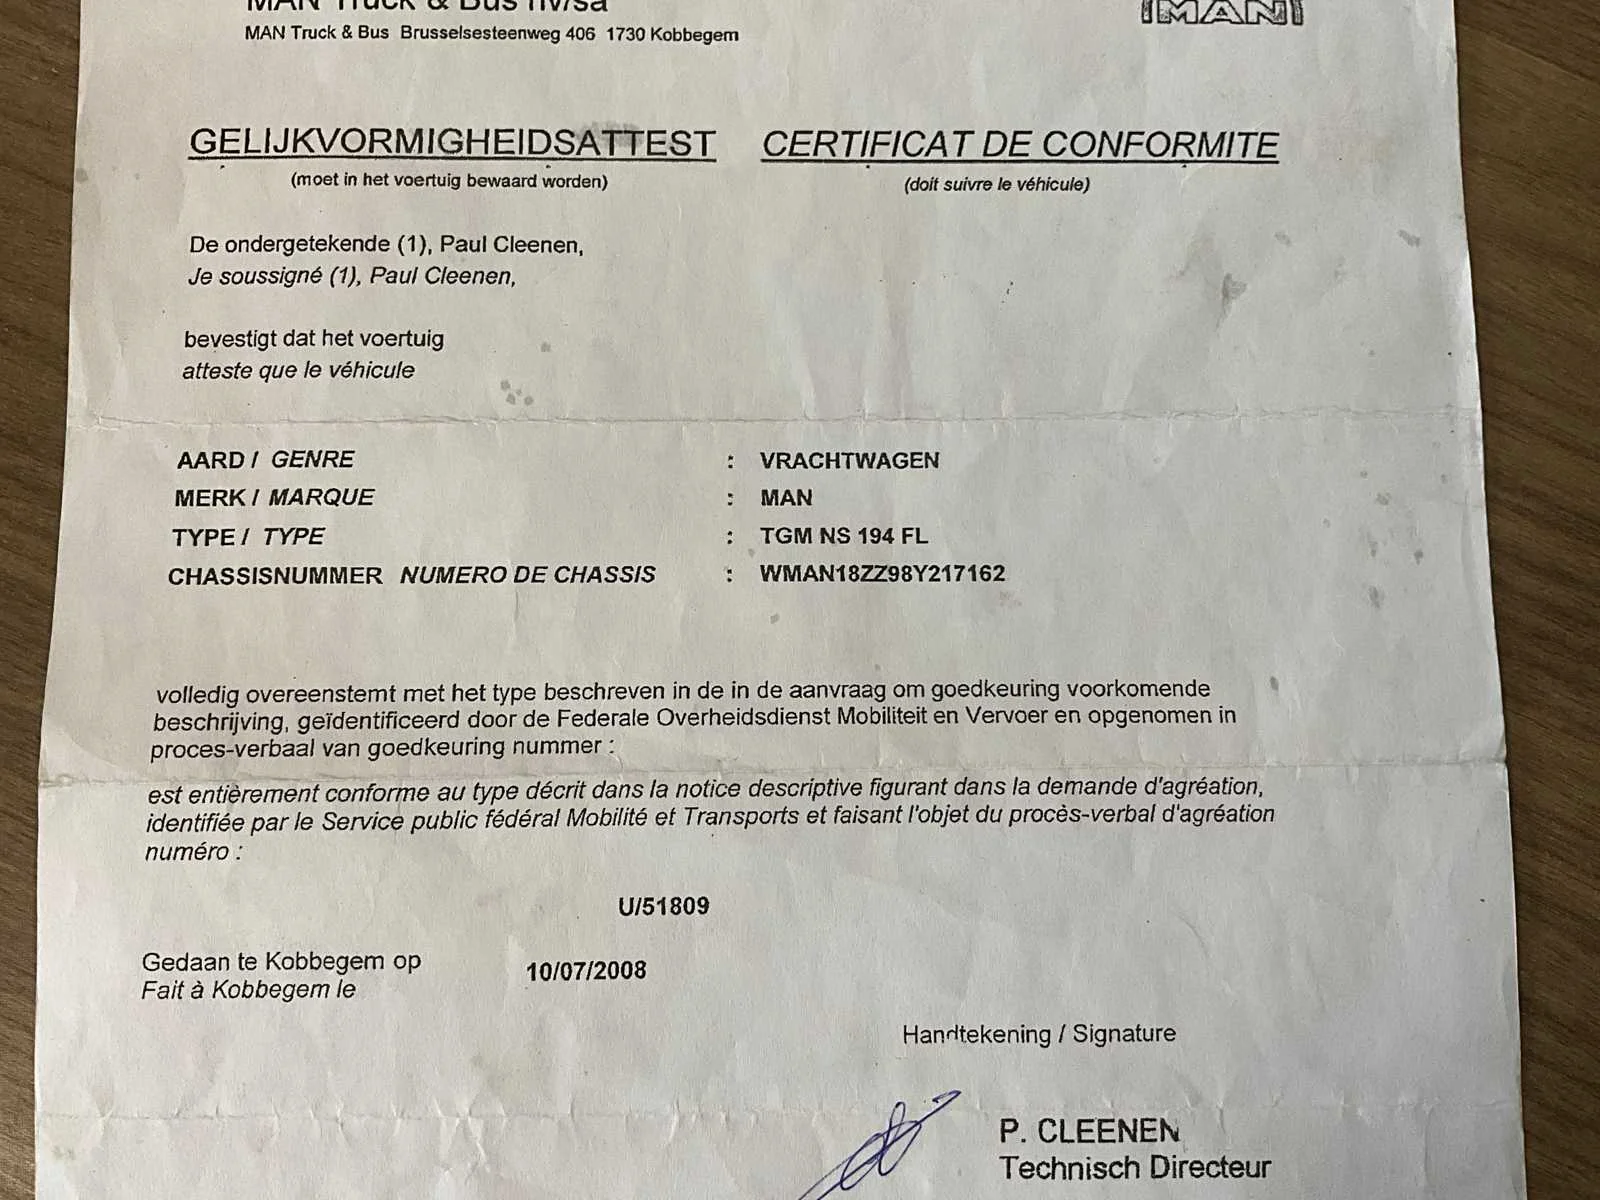 MAN Truck & Bus nv/sa
MAN
MAN Truck & Bus Brusselsesteenweg 406 1730 Kobbegem
GELIJKVORMIGHEIDSATTEST CERTIFICAT DE CONFORMITE
(moet in het voertuig bewaard worden) (doit suivre le véhicule)
De ondergetekende (1), Paul Cleenen,
Je soussigné (1), Paul Cleenen,
bevestigt dat het voertuig
atteste que le véhicule
AARD / GENRE : VRACHTWAGEN
MERK / MARQUE : MAN
TYPE / TYPE : TGM NS 194 FL
CHASSISNUMMER NUMERO DE CHASSIS : WMAN18ZZ98Y217162
volledig overeenstemt met het type beschreven in de in de aanvraag om goedkeuring voorkomende
beschrijving, geïdentificeerd door de Federale Overheidsdienst Mobiliteit en Vervoer en opgenomen in
proces-verbaal van goedkeuring nummer :
est entièrement conforme au type décrit dans la notice descriptive figurant dans la demande d'agréation,
identifiée par le Service public fédéral Mobilité et Transports et faisant l'objet du procès-verbal d'agréation
numéro :
U/51809
Gedaan te Kobbegem op 10/07/2008
Fait à Kobbegem le
Handtekening / Signature
P. CLEENEN
Technisch Directeur